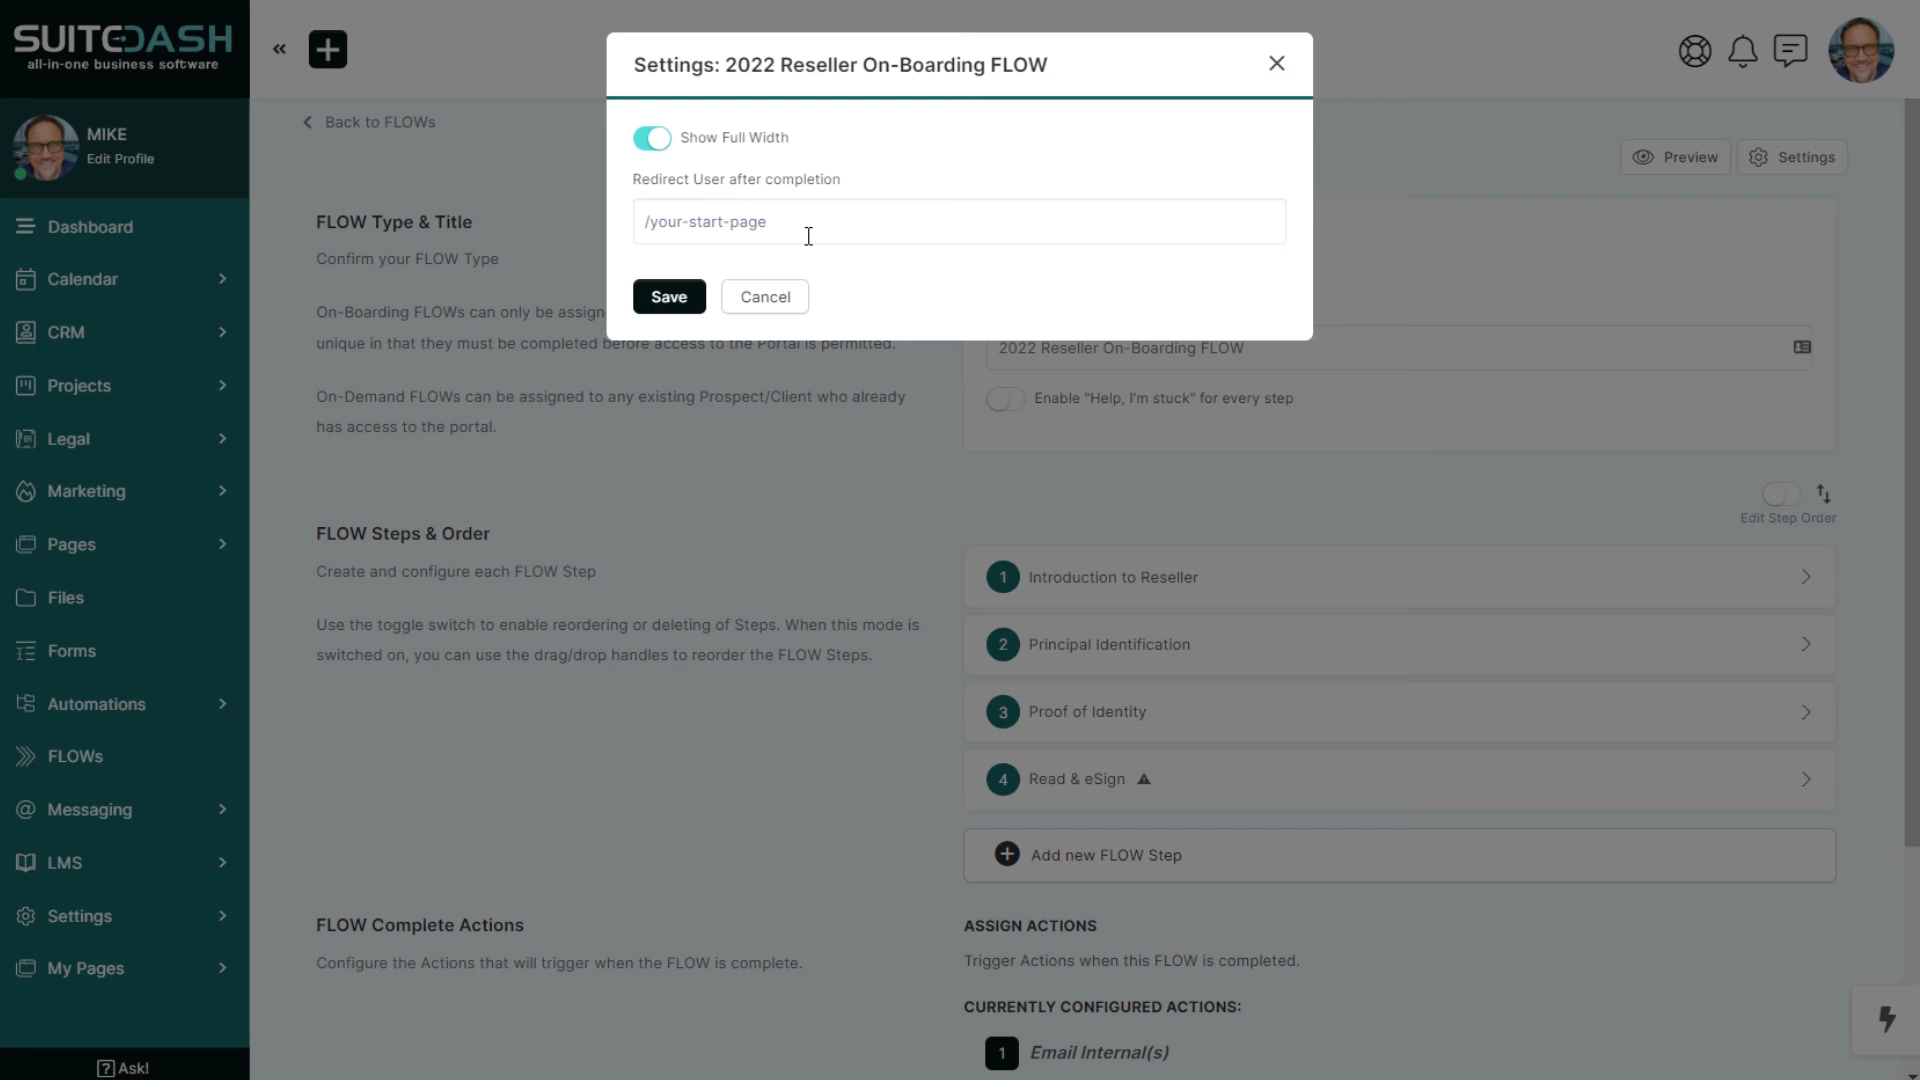 SUITEDASH
all-in-one business software
MIKE
Edit Profile
Dashboard
Calendar
CRM
Projects
Legal
Marketing
Pages
Files
Forms
Automations
FLOWs
Messaging
LMS
Settings
My Pages
? Ask!
Settings: 2022 Reseller On-Boarding FLOW
Show Full Width
Redirect User after completion
/your-start-page
Save
Cancel
Back to FLOWs
Preview
Settings
FLOW Type & Title
Confirm your FLOW Type
On-Boarding FLOWs can only be assign
unique in that they must be completed before access to the Portal is permitted.
On-Demand FLOWs can be assigned to any existing Prospect/Client who already
has access to the portal.
2022 Reseller On-Boarding FLOW
Enable "Help, I'm stuck" for every step
Edit Step Order
FLOW Steps & Order
Create and configure each FLOW Step
Use the toggle switch to enable reordering or deleting of Steps. When this mode is
switched on, you can use the drag/drop handles to reorder the FLOW Steps.
1 Introduction to Reseller
2 Principal Identification
3 Proof of Identity
4 Read & eSign
Add new FLOW Step
FLOW Complete Actions
Configure the Actions that will trigger when the FLOW is complete.
ASSIGN ACTIONS
Trigger Actions when this FLOW is completed.
CURRENTLY CONFIGURED ACTIONS:
1 Email Internal(s)